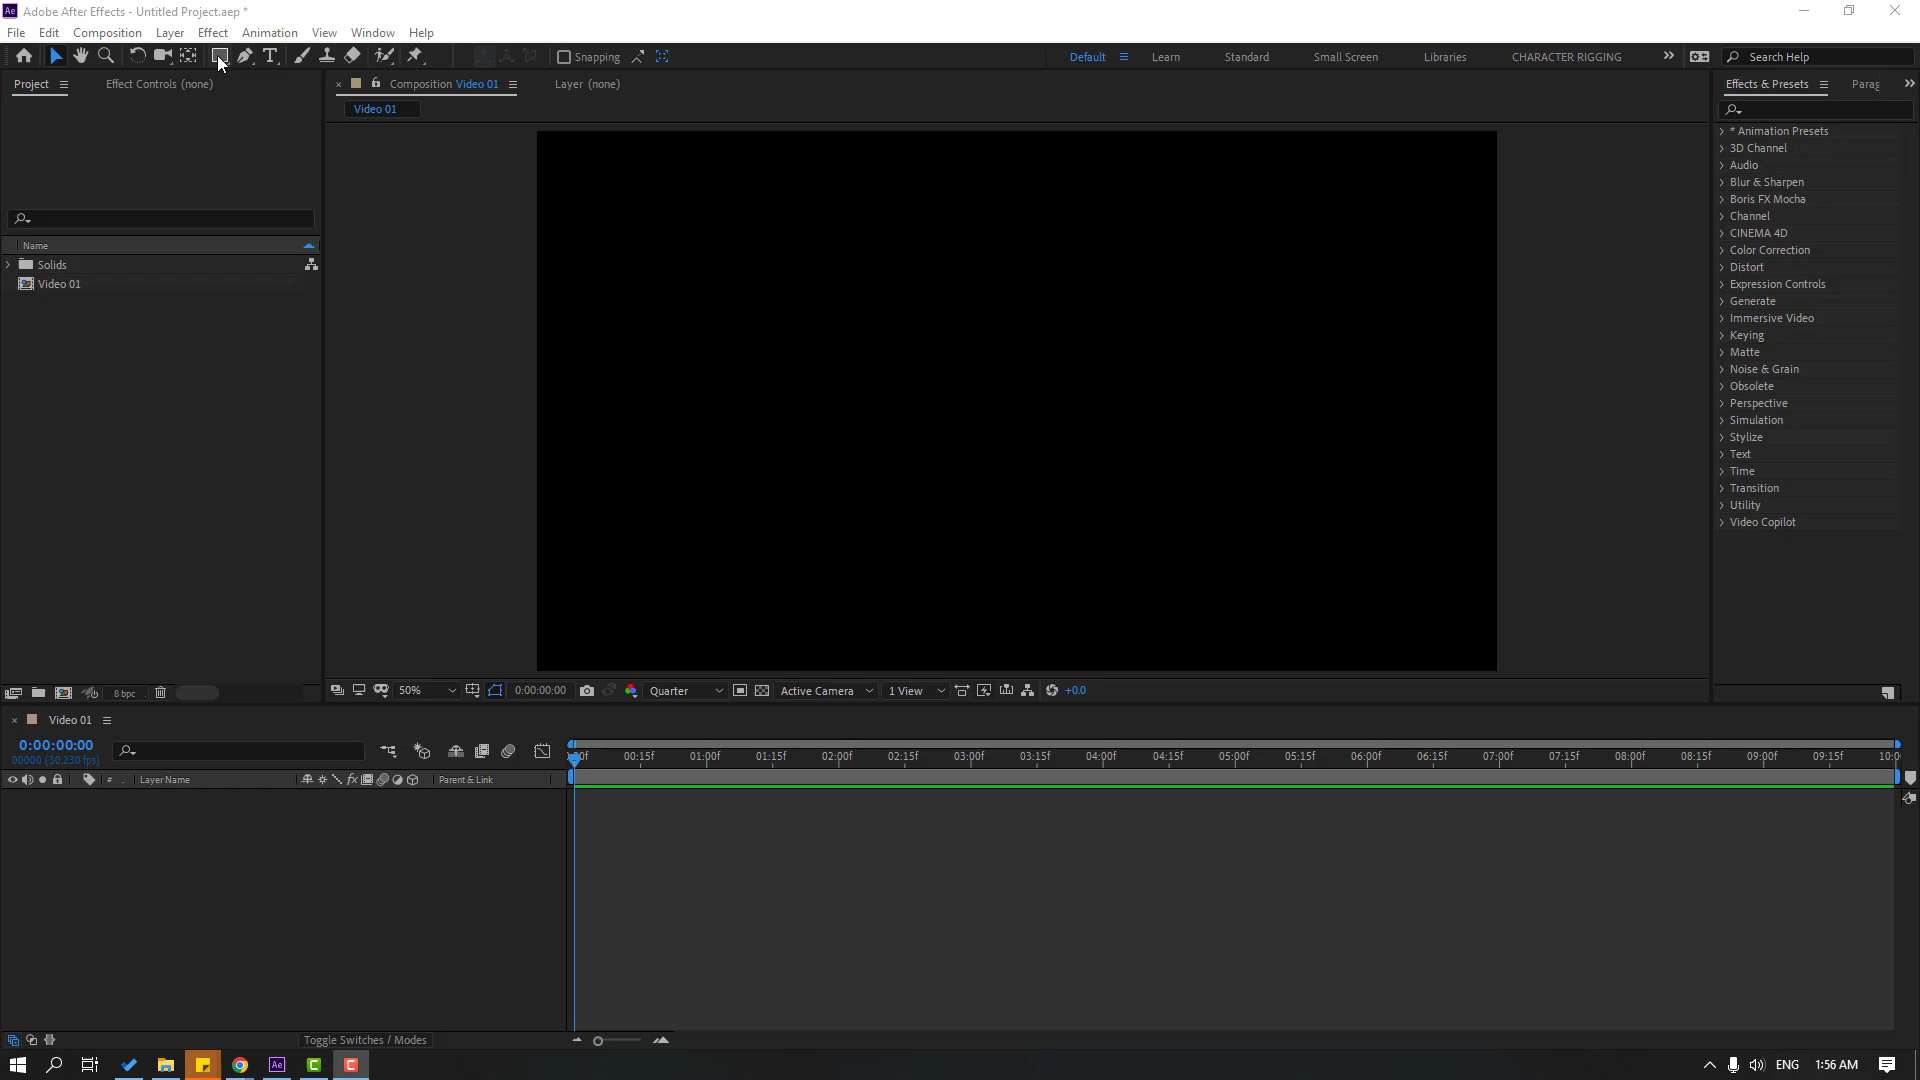 Ae Adobe After Effects - Untitled Project.aep *
File Edit Composition Layer Effect Animation View Window Help
Snapping Default Learn Standard Small Screen Libraries CHARACTER RIGGING Search Help
Project Effect Controls (none) Composition Video 01 Layer (none) Effects & Presets Parag
Video 01
* Animation Presets
3D Channel
Audio
Blur & Sharpen
Boris FX Mocha
Channel
CINEMA 4D
Color Correction
Distort
Expression Controls
Generate
Immersive Video
Keying
Matte
Noise & Grain
Obsolete
Perspective
Simulation
Stylize
Text
Time
Transition
Utility
Video Copilot
Name
Solids
Video 01
8 bpc
50% 0:00:00:00 Quarter Active Camera 1 View +0.0
Video 01
0:00:00:00
00000 (30.230 fps)
00f 00:15f 01:00f 01:15f 02:00f 02:15f 03:00f 03:15f 04:00f 04:15f 05:00f 05:15f 06:00f 06:15f 07:00f 07:15f 08:00f 08:15f 09:00f 09:15f 10:0
# . Layer Name fx Parent & Link
Toggle Switches / Modes
Ae C C ENG 1:56 AM